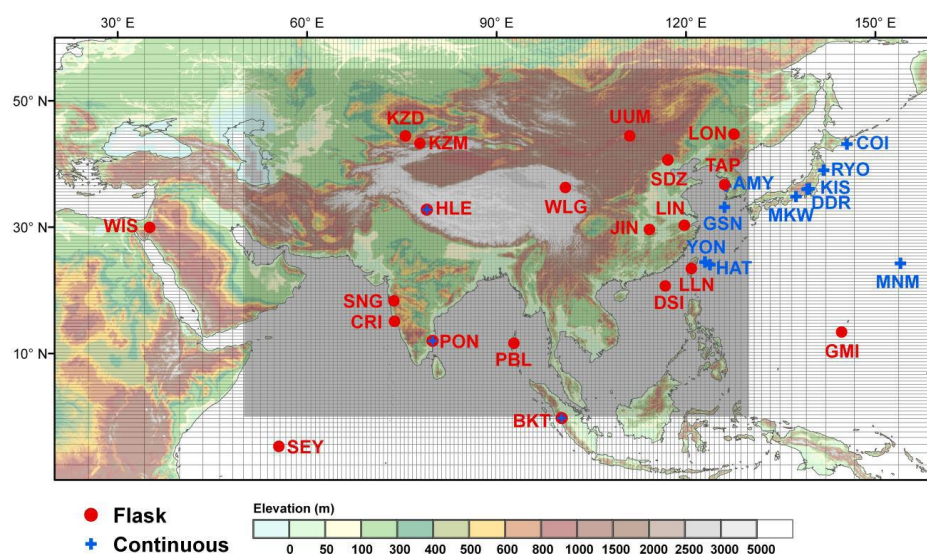 30° E 60° E 90° E 120° E 150° E
50° N
30° N
10° N
KZD
KZM
UUM
LON
COI
SDZ
TAP
AMY
RYO
KIS
DDR
MKW
HLE
WLG
LIN
GSN
JIN
WIS
YON
HAT
LLN
DSI
MNM
SNG
CRI
PON
PBL
GMI
BKT
SEY
Flask
Continuous
Elevation (m)
0 50 100 300 400 500 600 800 1000 1500 2000 2500 3000 5000